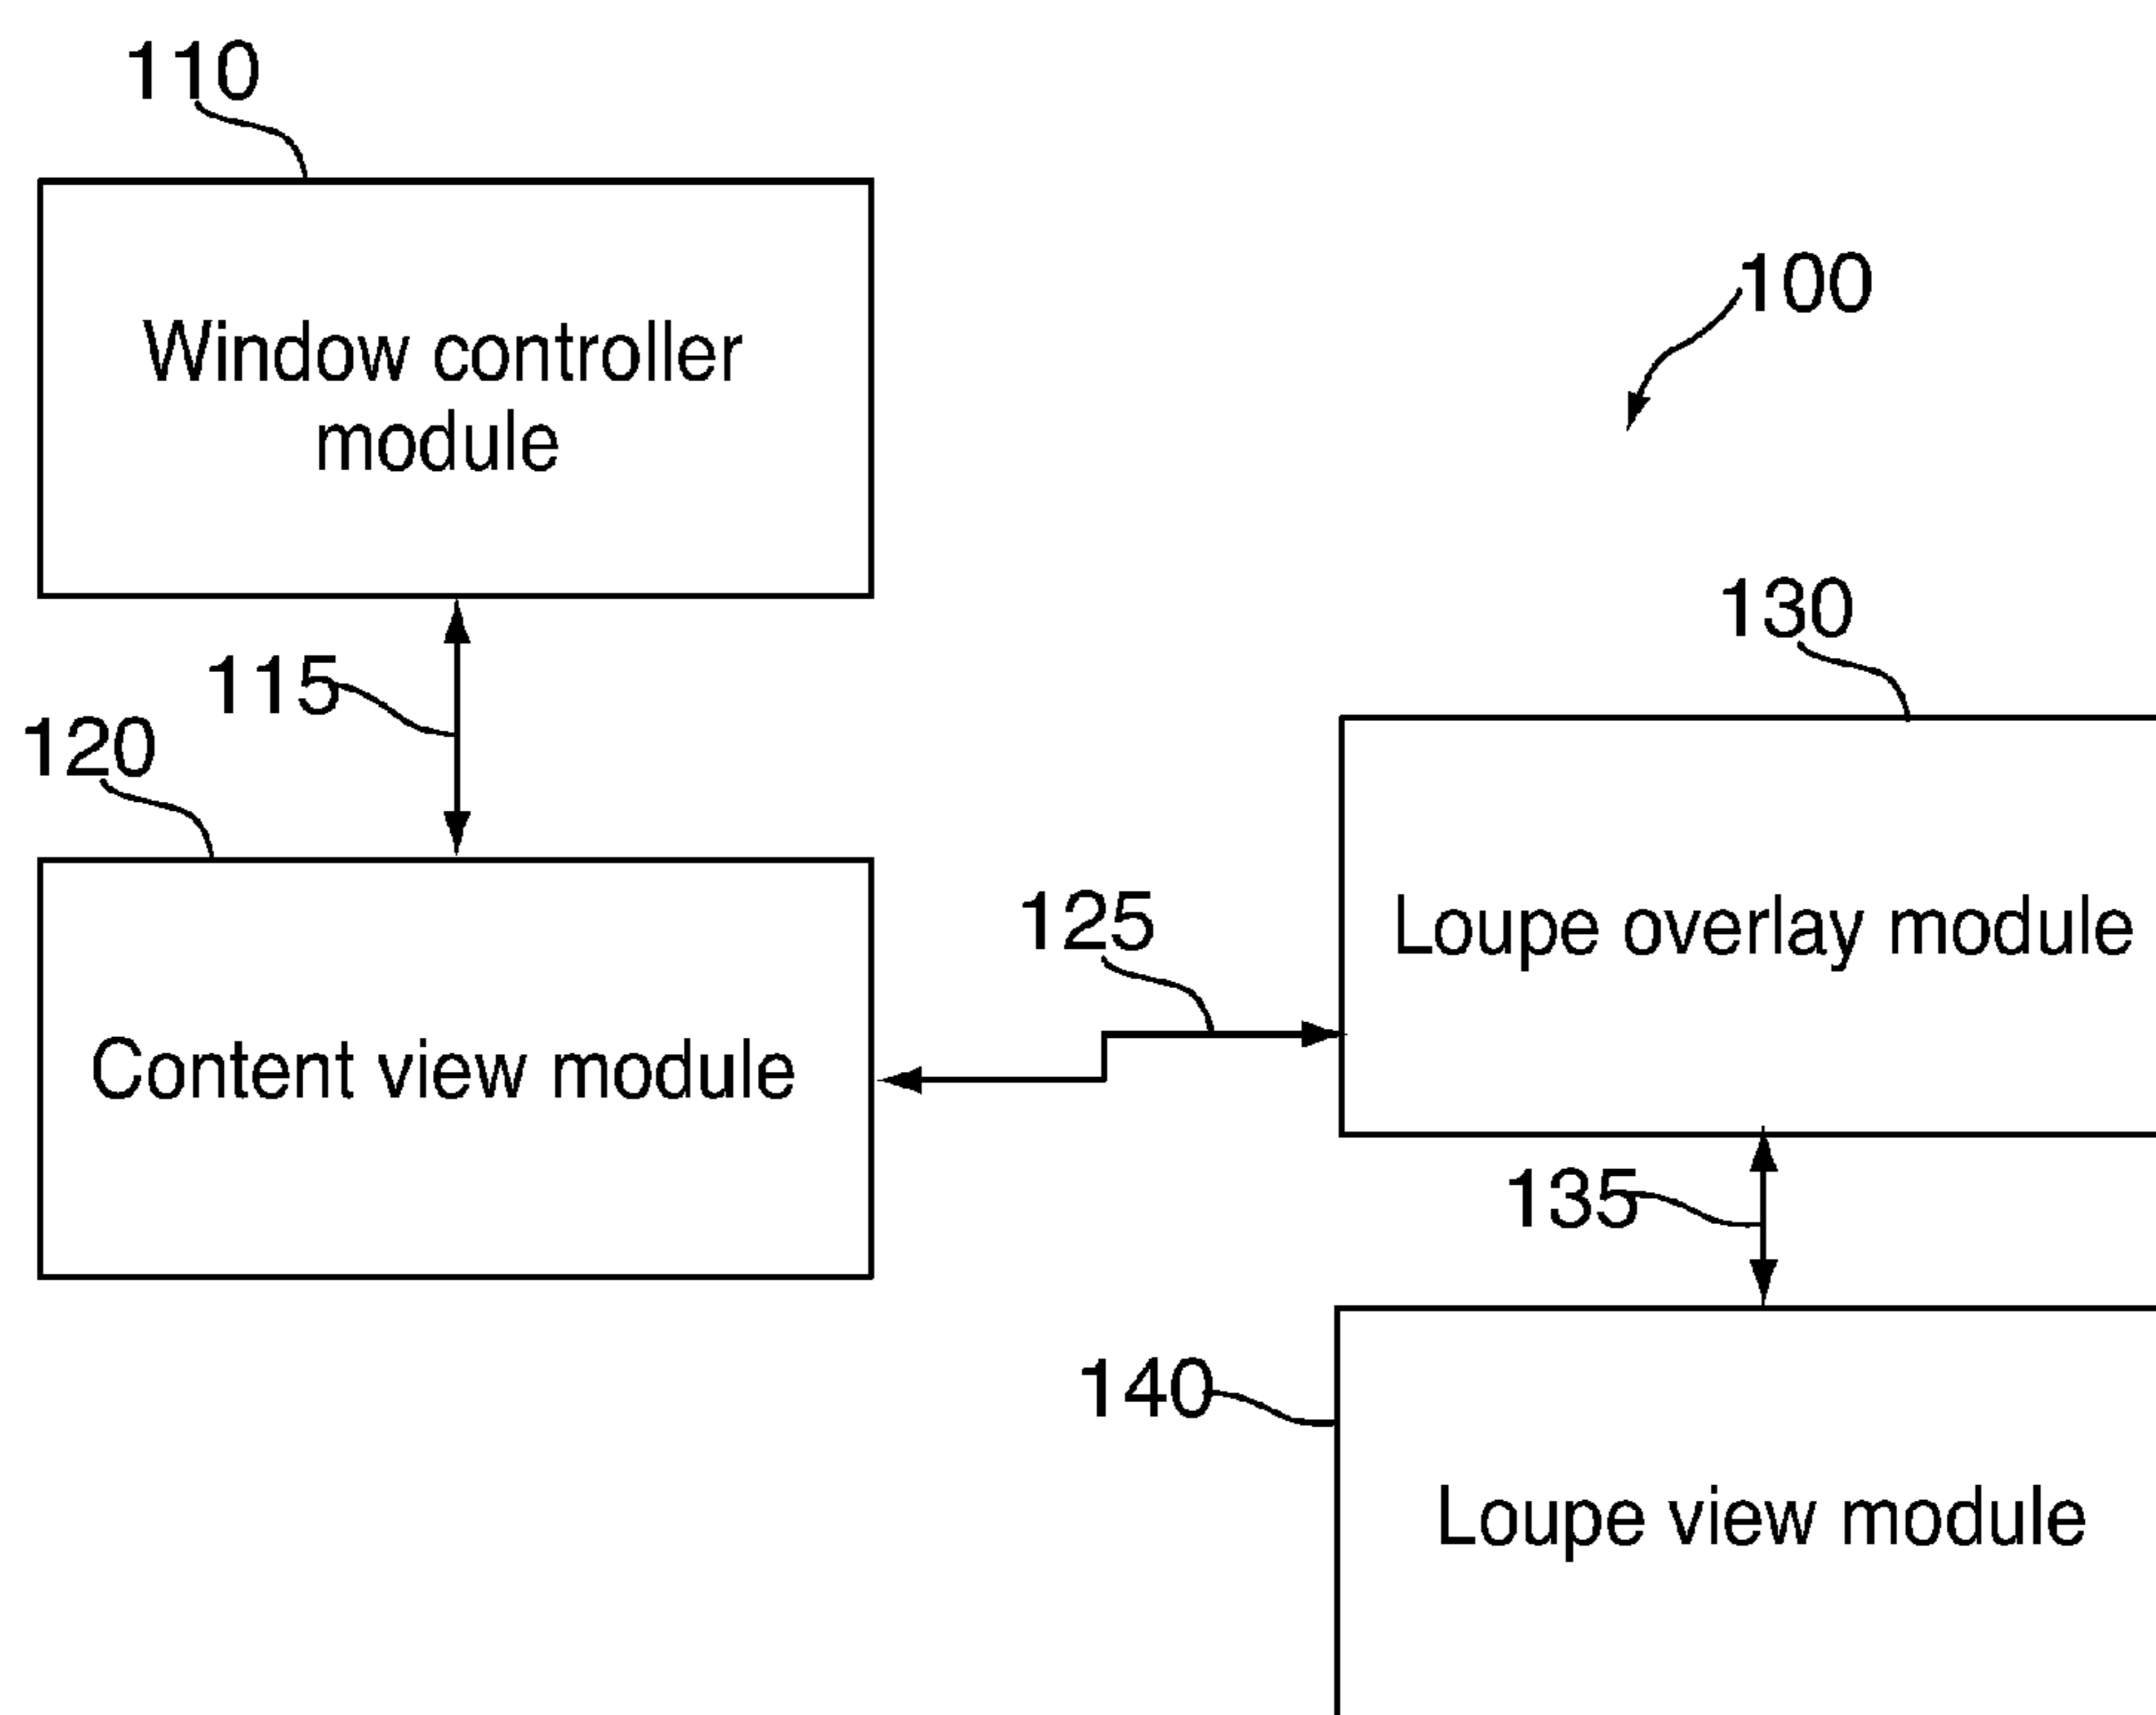 110
Window controller
module
100
115
130
120
125
Loupe overlay module
Content view module
135
140
Loupe view module